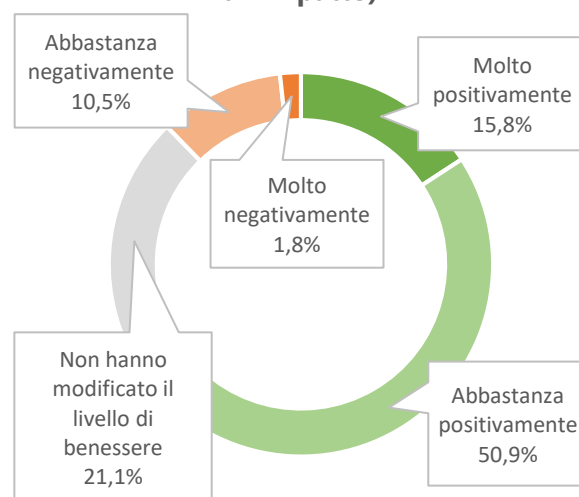 Abbastanza
negativamente
10,5%
Molto
positivamente
15,8%
Molto
negativamente
1,8%
Non hanno
modificato il
livello di
benessere
21,1%
Abbastanza
positivamente
50,9%